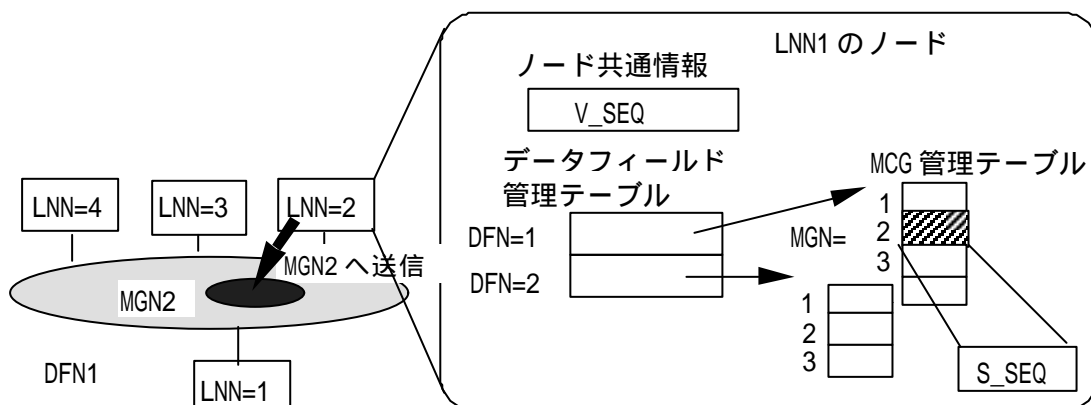 LNN1 のノード
ノード共通情報
V_SEQ
データフィールド
管理テーブル
MCG 管理テーブル
LNN=4
LNN=3
LNN=2
DFN=1
DFN=2
MGN=
1
2
3
1
2
3
MGN2 へ送信
MGN2
DFN1
LNN=1
S_SEQ